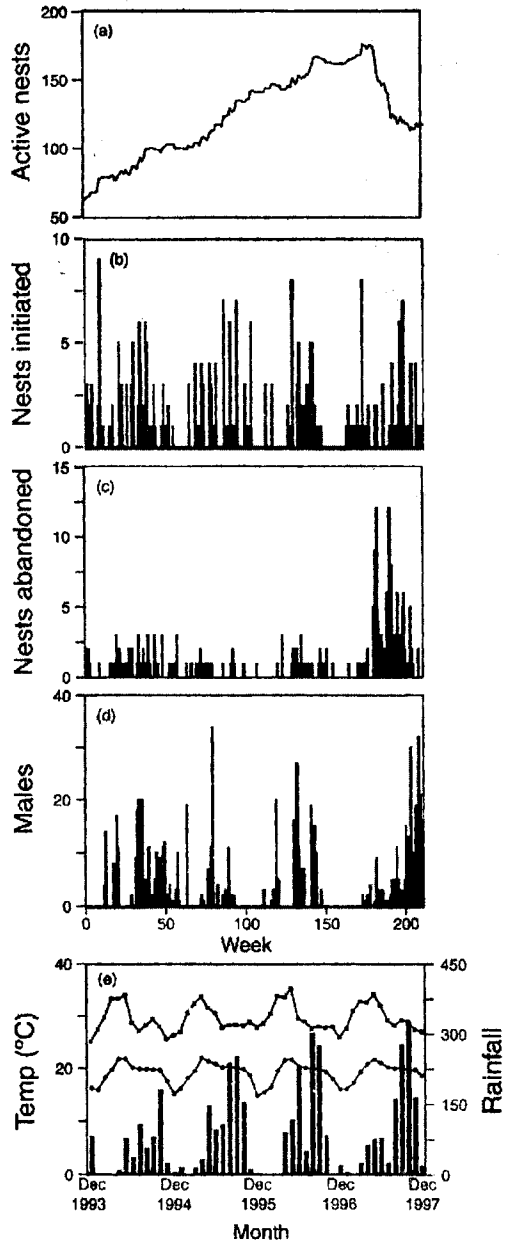 (a)
200
150
100
50
Active nests
(b)
10
5
0
Nests initiated
(c)
15
10
5
0
Nests abandoned
(d)
40
20
0
Males
0 50 100 150 200
Week
(e)
40
20
0
Temp (°C)
450
300
150
0
Rainfall
Dec Dec Dec Dec Dec
1993 1994 1995 1996 1997
Month